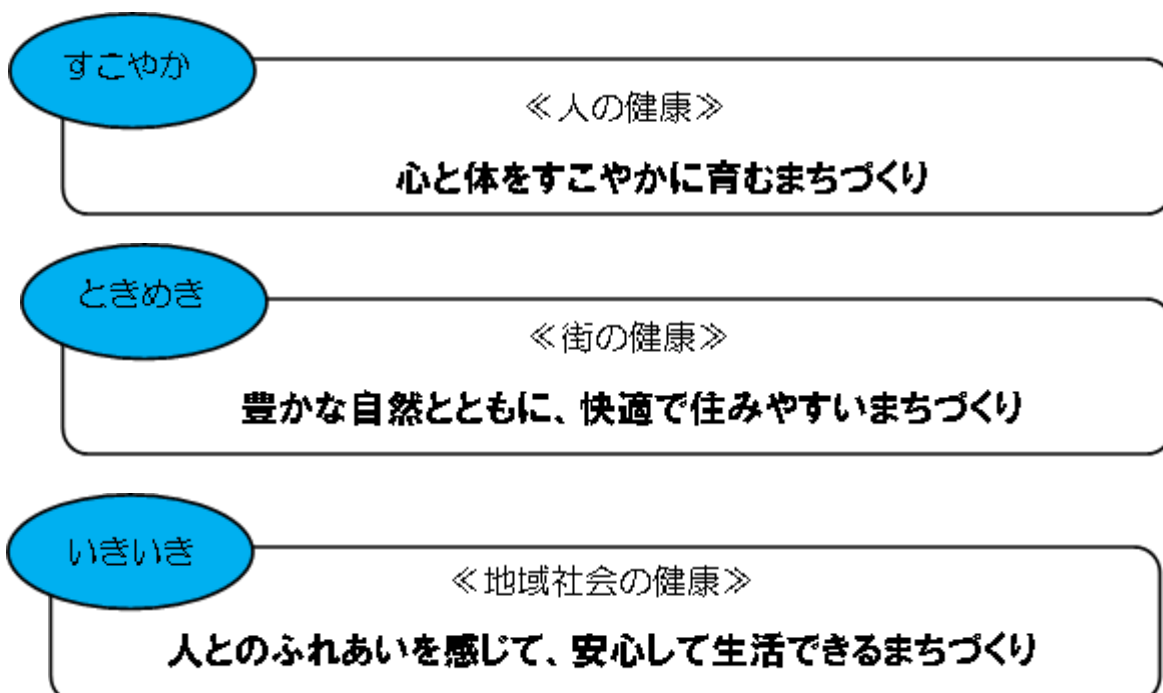 すこやか
≪人の健康≫
心と体をすこやかに育むまちづくり
ときめき
≪街の健康≫
豊かな自然とともに、快適で住みやすいまちづくり
いきいき
≪地域社会の健康≫
人とのふれあいを感じて、安心して生活できるまちづくり